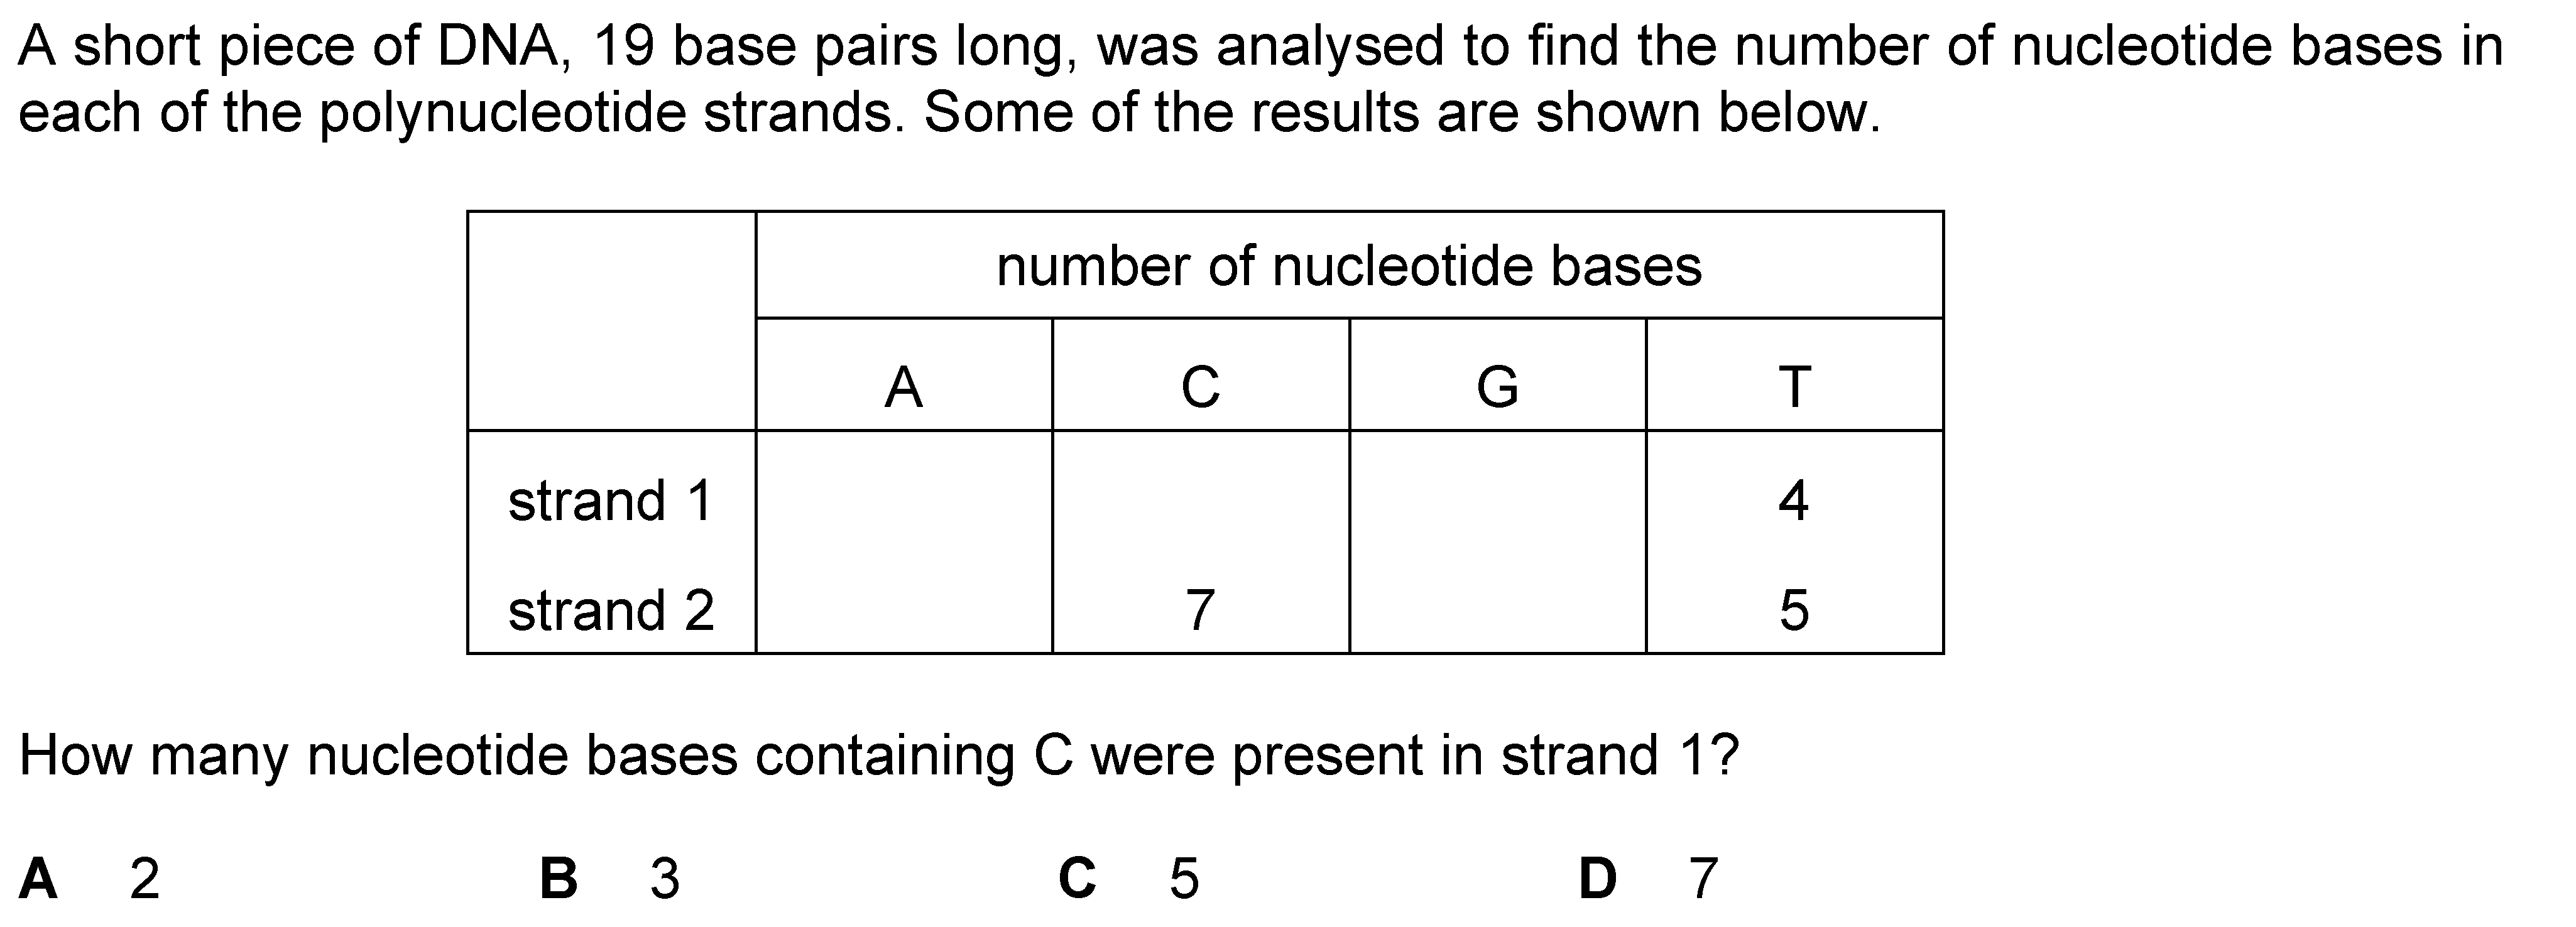 A short piece of DNA, 19 base pairs long, was analysed to find the number of nucleotide bases in
each of the polynucleotide strands. Some of the results are shown below.
number of nucleotide bases
A C G T
strand 1 4
strand 2 7 5
How many nucleotide bases containing C were present in strand 1?
A 2 B 3 C 5 D 7